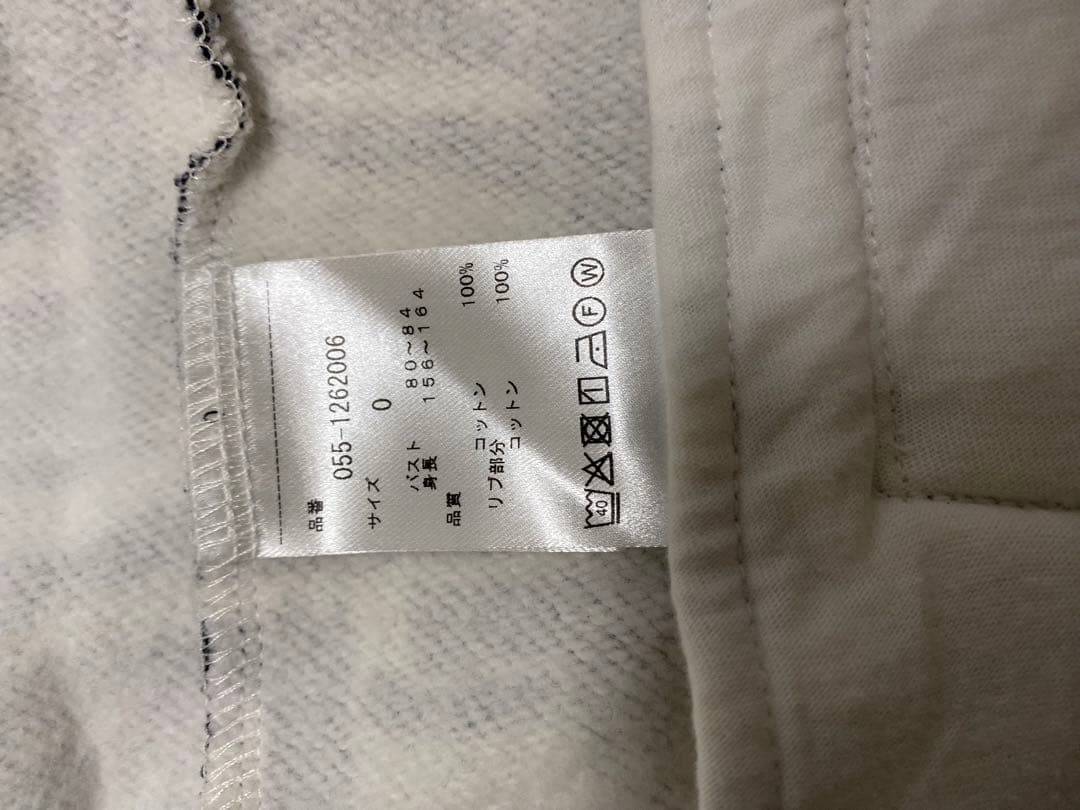 品番
055-1262006
サイズ 0
バスト 80～84
身長 156～164
品質
コットン 100%
リブ部分
コットン 100%
40 F W